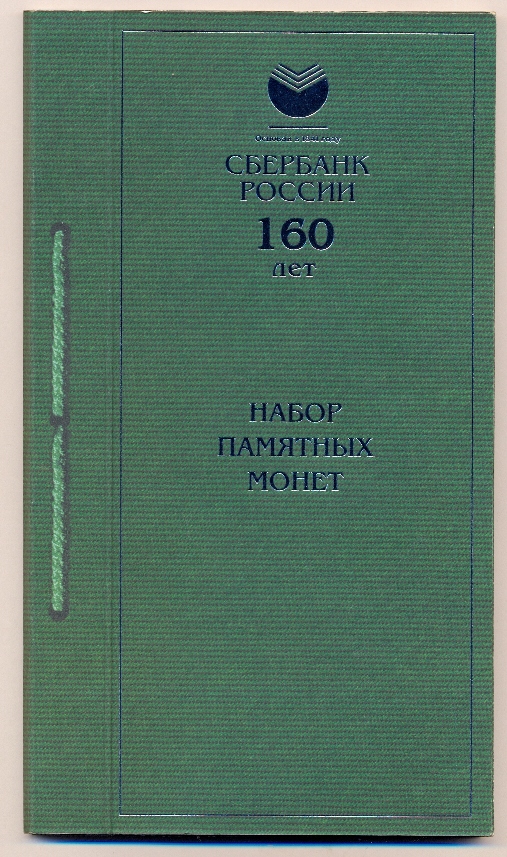 Основан в 1841 году
СБЕРБАНК
РОССИИ
160
лет
НАБОР
ПАМЯТНЫХ
МОНЕТ